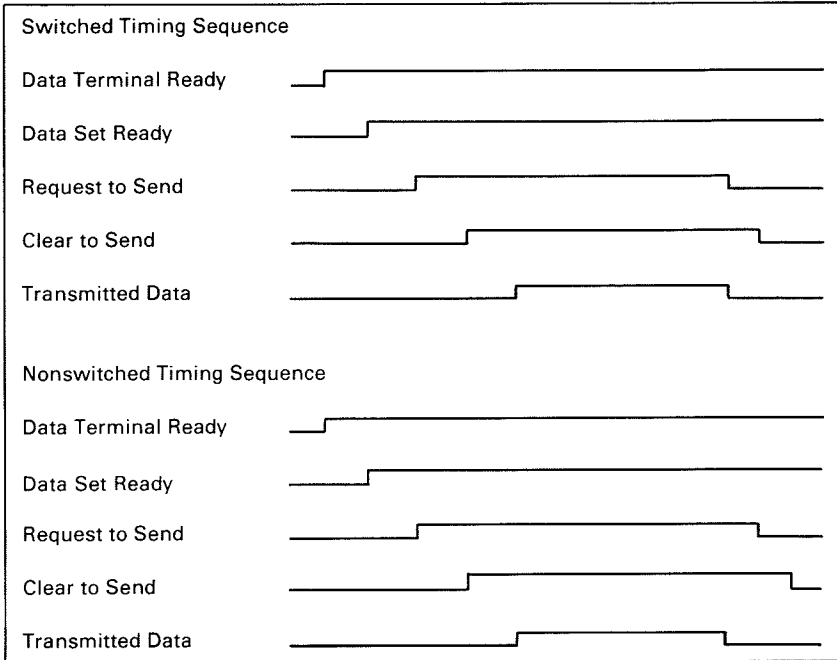 Switched Timing Sequence
Data Terminal Ready
Data Set Ready
Request to Send
Clear to Send
Transmitted Data
Nonswitched Timing Sequence
Data Terminal Ready
Data Set Ready
Request to Send
Clear to Send
Transmitted Data